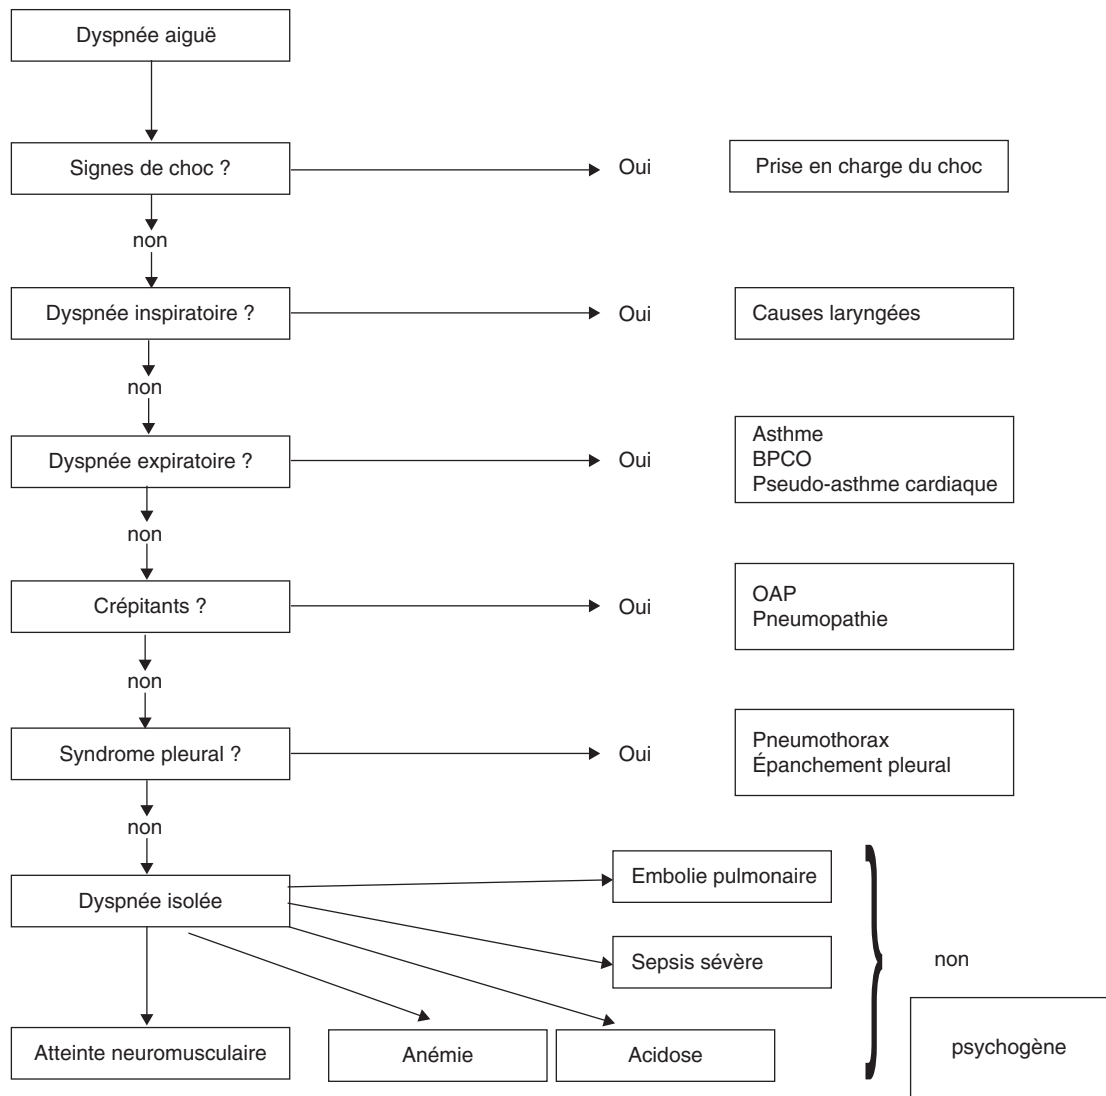 Dyspnée aiguë
Signes de choc ?
Oui
Prise en charge du choc
non
Dyspnée inspiratoire ?
Oui
Causes laryngées
non
Dyspnée expiratoire ?
Oui
Asthme
BPCO
Pseudo-asthme cardiaque
non
Crépitants ?
Oui
OAP
Pneumopathie
non
Syndrome pleural ?
Oui
Pneumothorax
Épanchement pleural
non
Dyspnée isolée
Embolie pulmonaire
Sepsis sévère
non
Atteinte neuromusculaire
Anémie
Acidose
psychogène